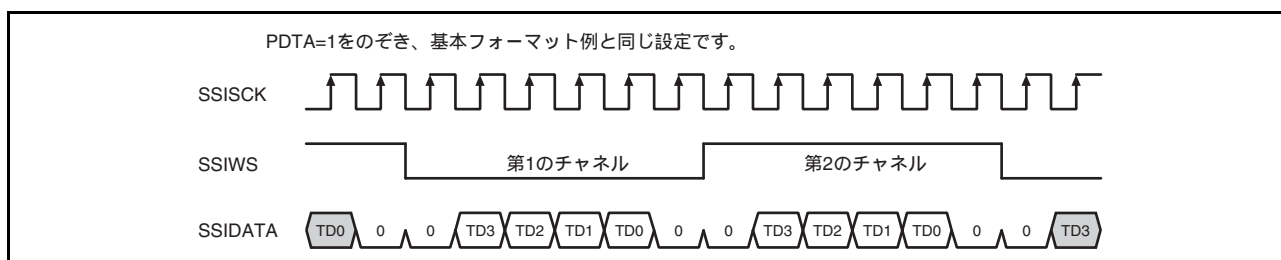 PDTA=1をのぞき、基本フォーマット例と同じ設定です。
SSISCK
SSIWS 第1のチャネル 第2のチャネル
SSIDATA TD0 0 0 TD3 TD2 TD1 TD0 0 0 TD3 TD2 TD1 TD0 0 0 TD3